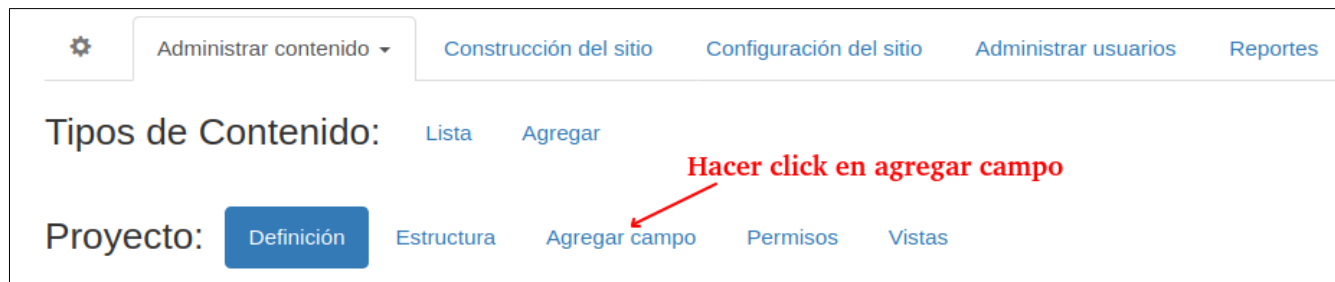 Administrar contenido Construcción del sitio Configuración del sitio Administrar usuarios Reportes
Tipos de Contenido: Lista Agregar
Hacer click en agregar campo
Proyecto: Definición Estructura Agregar campo Permisos Vistas